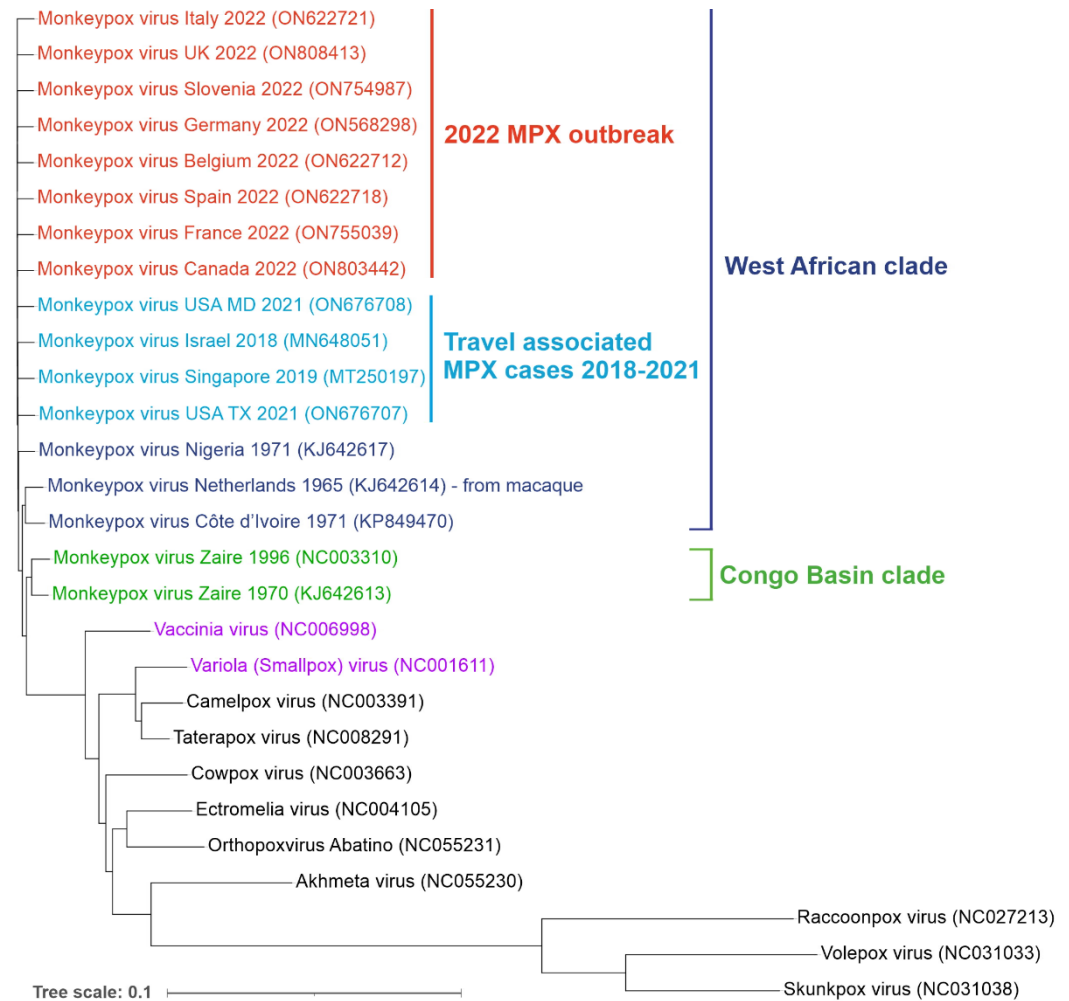 Monkeypox virus Italy 2022 (ON622721)
Monkeypox virus UK 2022 (ON808413)
Monkeypox virus Slovenia 2022 (ON754987)
Monkeypox virus Germany 2022 (ON568298)
2022 MPX outbreak
Monkeypox virus Belgium 2022 (ON622712)
Monkeypox virus Spain 2022 (ON622718)
Monkeypox virus France 2022 (ON755039)
Monkeypox virus Canada 2022 (ON803442)
West African clade
Monkeypox virus USA MD 2021 (ON676708)
Monkeypox virus Israel 2018 (MN648051)
Travel associated
MPX cases 2018-2021
Monkeypox virus Singapore 2019 (MT250197)
Monkeypox virus USA TX 2021 (ON676707)
Monkeypox virus Nigeria 1971 (KJ642617)
Monkeypox virus Netherlands 1965 (KJ642614) - from macaque
Monkeypox virus Côte d'Ivoire 1971 (KP849470)
Monkeypox virus Zaire 1996 (NC003310)
Congo Basin clade
Monkeypox virus Zaire 1970 (KJ642613)
Vaccinia virus (NC006998)
Variola (Smallpox) virus (NC001611)
Camelpox virus (NC003391)
Taterapox virus (NC008291)
Cowpox virus (NC003663)
Ectromelia virus (NC004105)
Orthopoxvirus Abatino (NC055231)
Akhmeta virus (NC055230)
Raccoonpox virus (NC027213)
Volepox virus (NC031033)
Skunkpox virus (NC031038)
Tree scale: 0.1